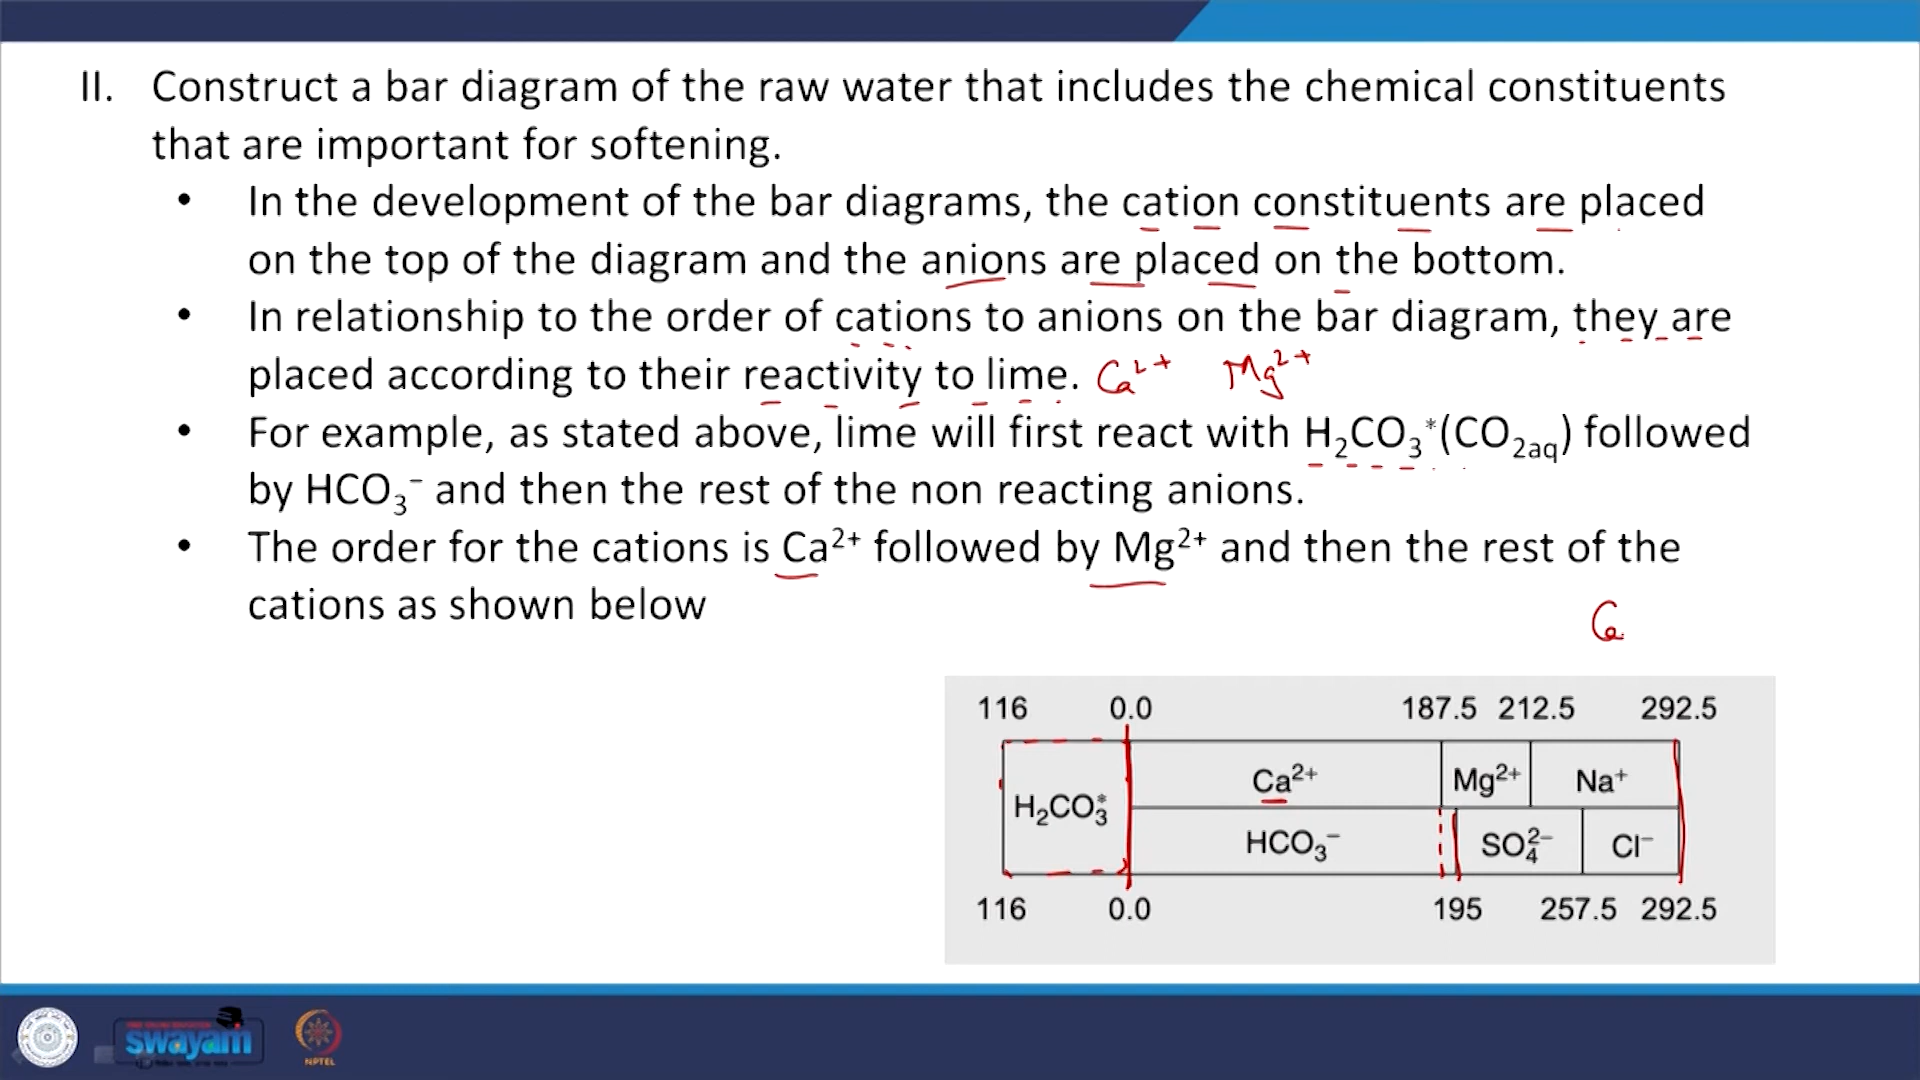 II. Construct a bar diagram of the raw water that includes the chemical constituents
that are important for softening.
• In the development of the bar diagrams, the cation constituents are placed
on the top of the diagram and the anions are placed on the bottom.
• In relationship to the order of cations to anions on the bar diagram, they are
placed according to their reactivity to lime. Ca²⁺ Mg²⁺
• For example, as stated above, lime will first react with H₂CO₃*(CO₂aq) followed
by HCO₃⁻ and then the rest of the non reacting anions.
• The order for the cations is Ca²⁺ followed by Mg²⁺ and then the rest of the
cations as shown below
Ca
116 0.0 187.5 212.5 292.5
H₂CO₃* Ca²⁺ Mg²⁺ Na⁺
HCO₃⁻ SO₄²⁻ Cl⁻
116 0.0 195 257.5 292.5
swayam
NPTEL